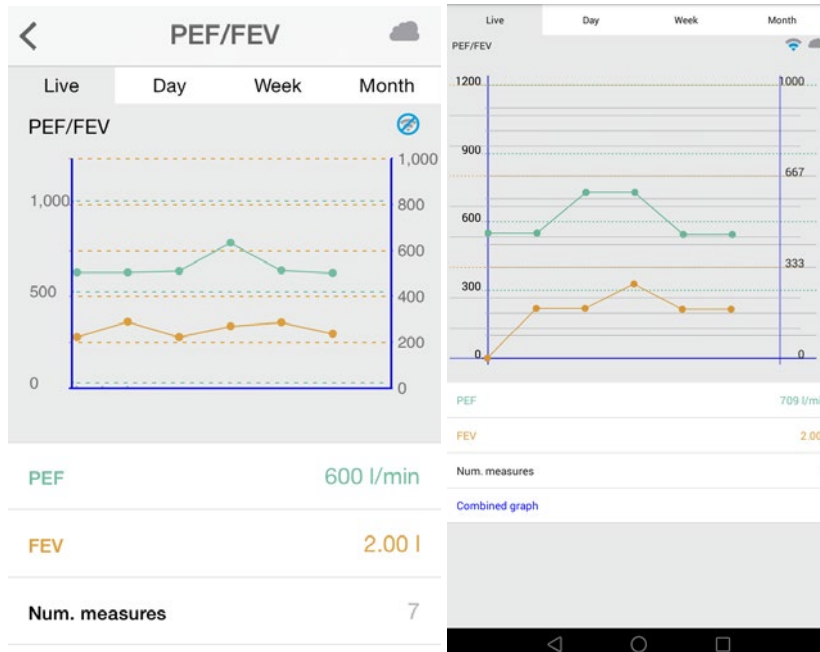 PEF/FEV
Live Day Week Month
PEF/FEV
1,000
1,000
800
600
500
400
200
0
0
PEF 600 l/min
FEV 2.00 l
Num. measures 7
Live Day Week Month
PEF/FEV
1200 1000
900
667
600
333
300
0 0
PEF 709
FEV 2.00
Num. measures
Combined graph